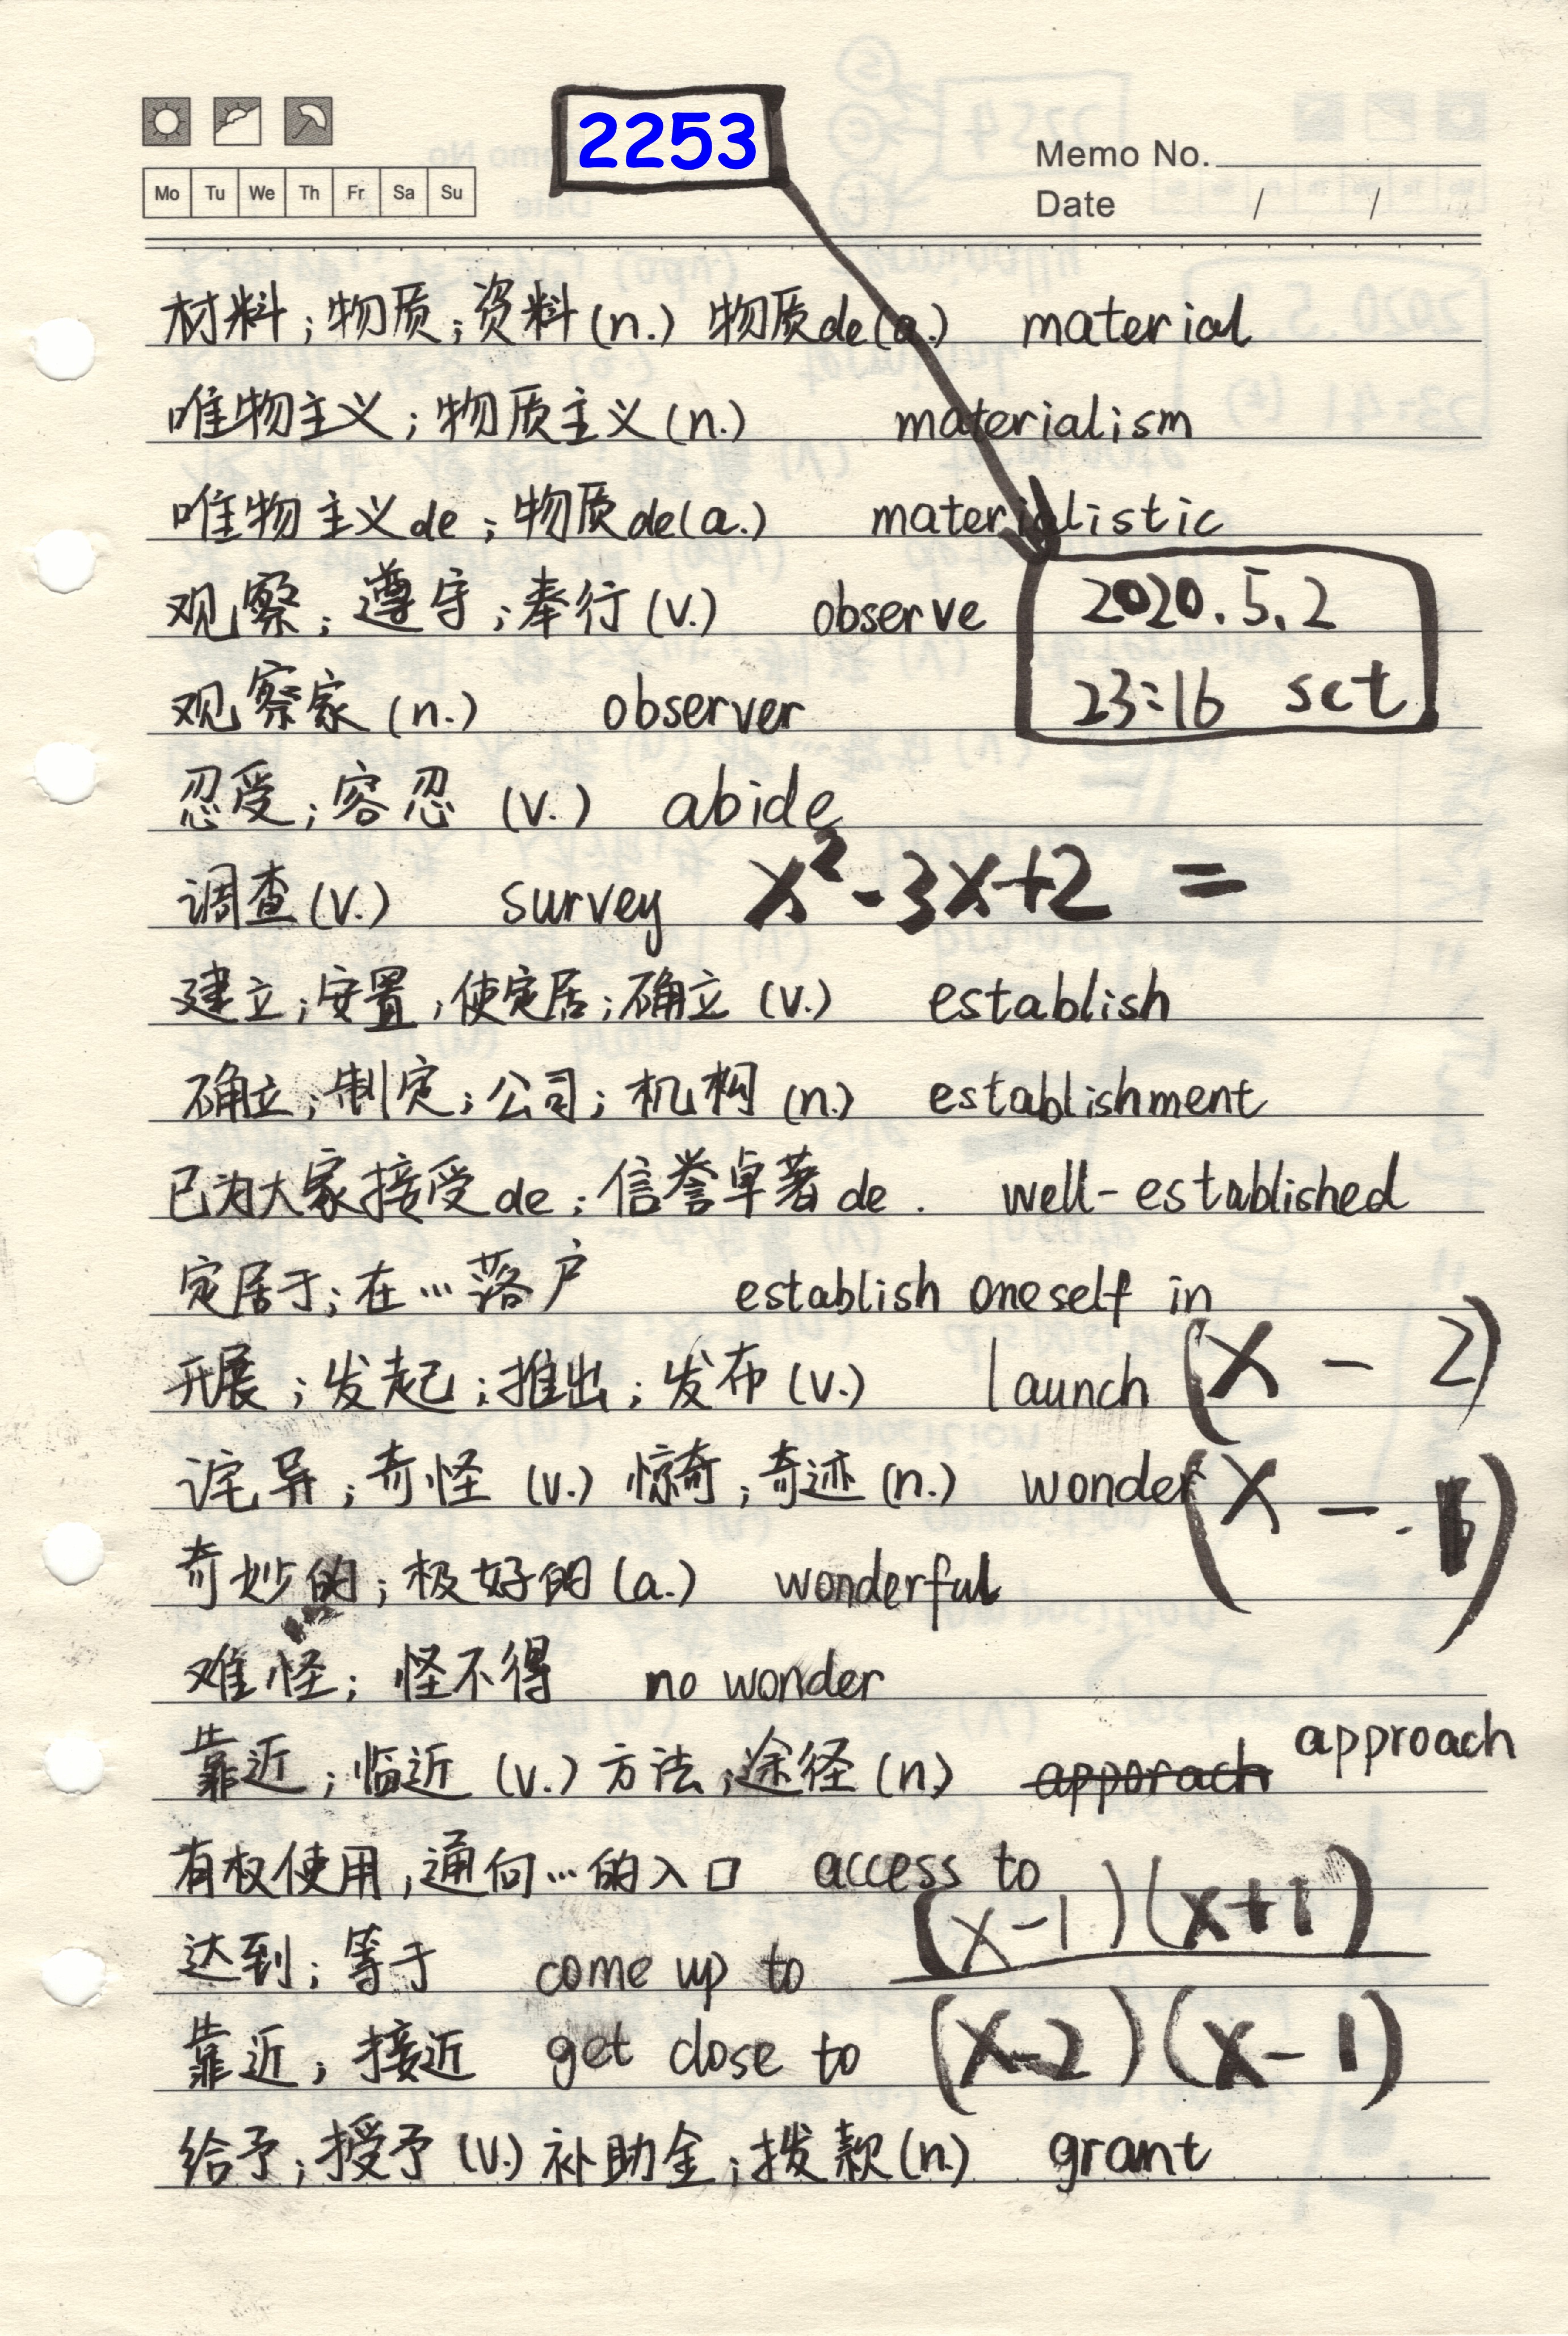 2253
Memo No.
Mo Tu We Th Fr Sa Su
Date / /
材料;物质;资料(n.) 物质de(a.) material
唯物主义;物质主义(n.) materialism
唯物主义de;物质de(a.) materialistic
观察;遵守;奉行(v.) observe
2020.5.2
观察家(n.) observer
23:16 sct
忍受;容忍 (v.) abide
调查(v.) survey x²-3x+2 =
建立;安置;使定居;确立(v.) establish
确立;制定;公司;机构(n.) establishment
已为大家接受de;信誉卓著de. well-established
定居于;在…落户 establish oneself in
开展;发起;推出;发布(v.) launch (x - 2)
诧异;奇怪(v.) 惊奇;奇迹(n.) wonder (x -
奇妙的;极好的(a.) wonderful
难怪;怪不得 no wonder
靠近;临近(v.) 方法;途径(n.) apporach approach
有权使用,通向…的入口 access to
(x-1)(x+1)
达到;等于 come up to
靠近;接近 get close to (x-2)(x-1)
给予;授予(v.) 补助金;拨款(n.) grant